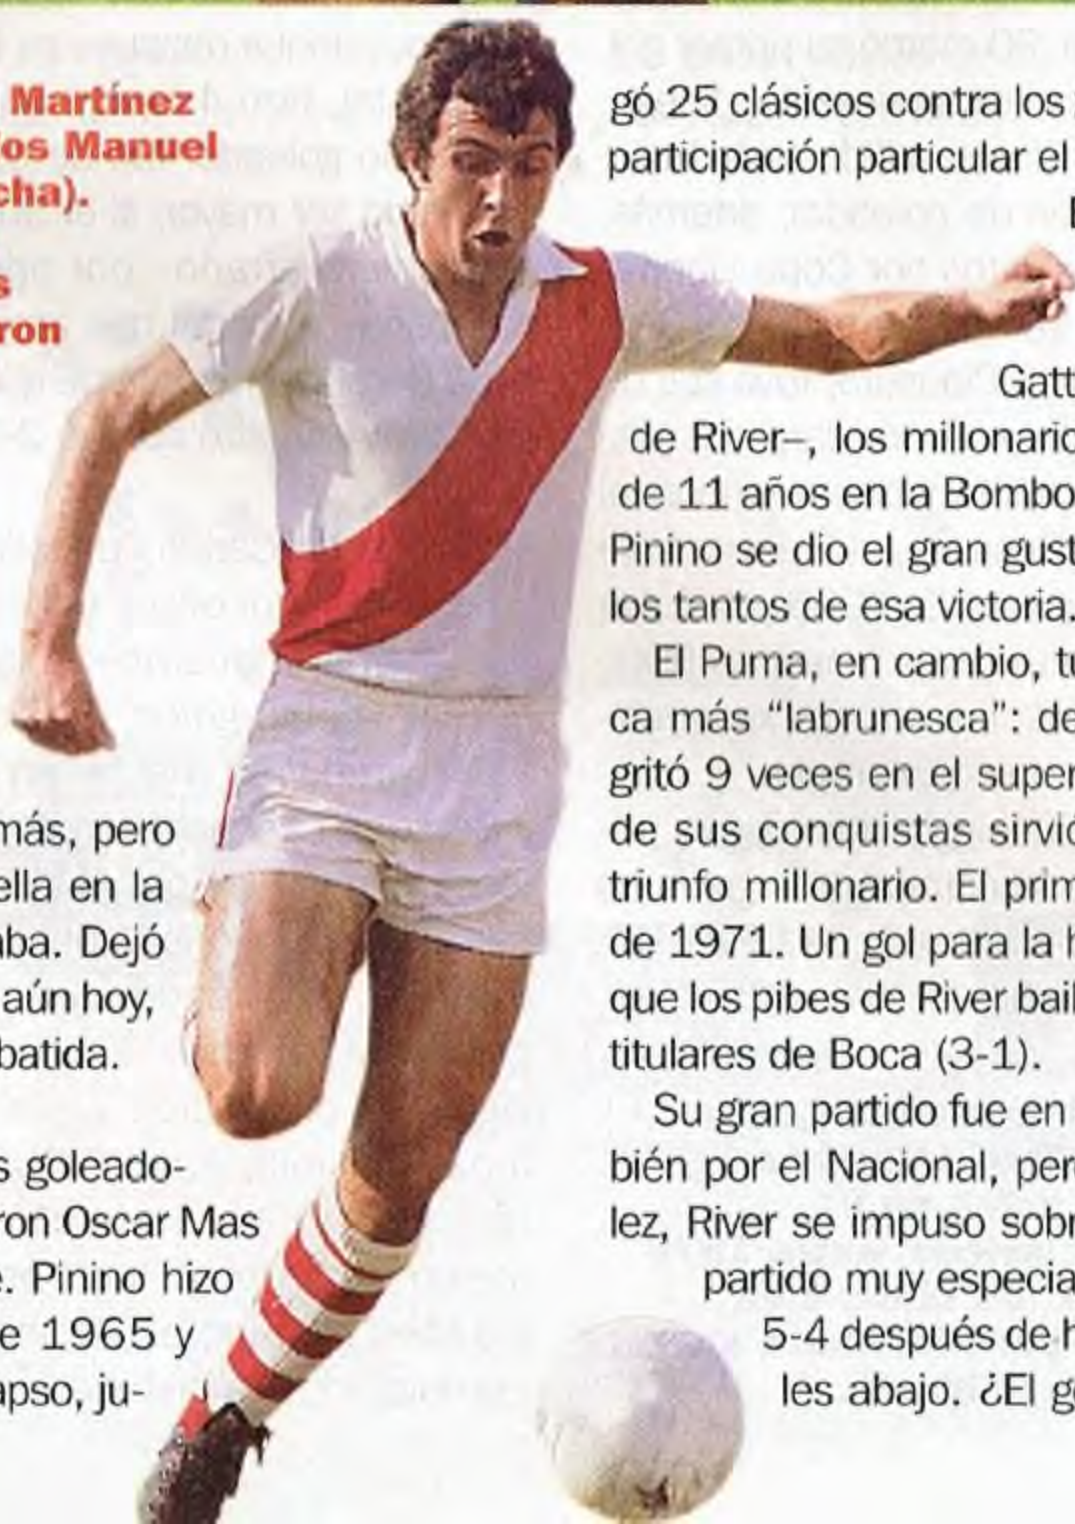 Martínez
os Manuel
cha).
s
ron
más, pero
ella en la
aba. Dejó
aún hoy,
batida.
s goleado-
ron Oscar Mas
e. Pinino hizo
e 1965 y
apso, ju-
gó 25 clásicos contra los
participación particular el
Gatt
de River–, los millonario
de 11 años en la Bombo
Pinino se dio el gran gust
los tantos de esa victoria.
El Puma, en cambio, tu
ca más “labrunesca”: de
gritó 9 veces en el super
de sus conquistas sirvió
triunfo millonario. El prim
de 1971. Un gol para la h
que los pibes de River bail
titulares de Boca (3-1).
Su gran partido fue en
bién por el Nacional, pero
lez, River se impuso sobr
partido muy especia
5-4 después de h
les abajo. ¿El go